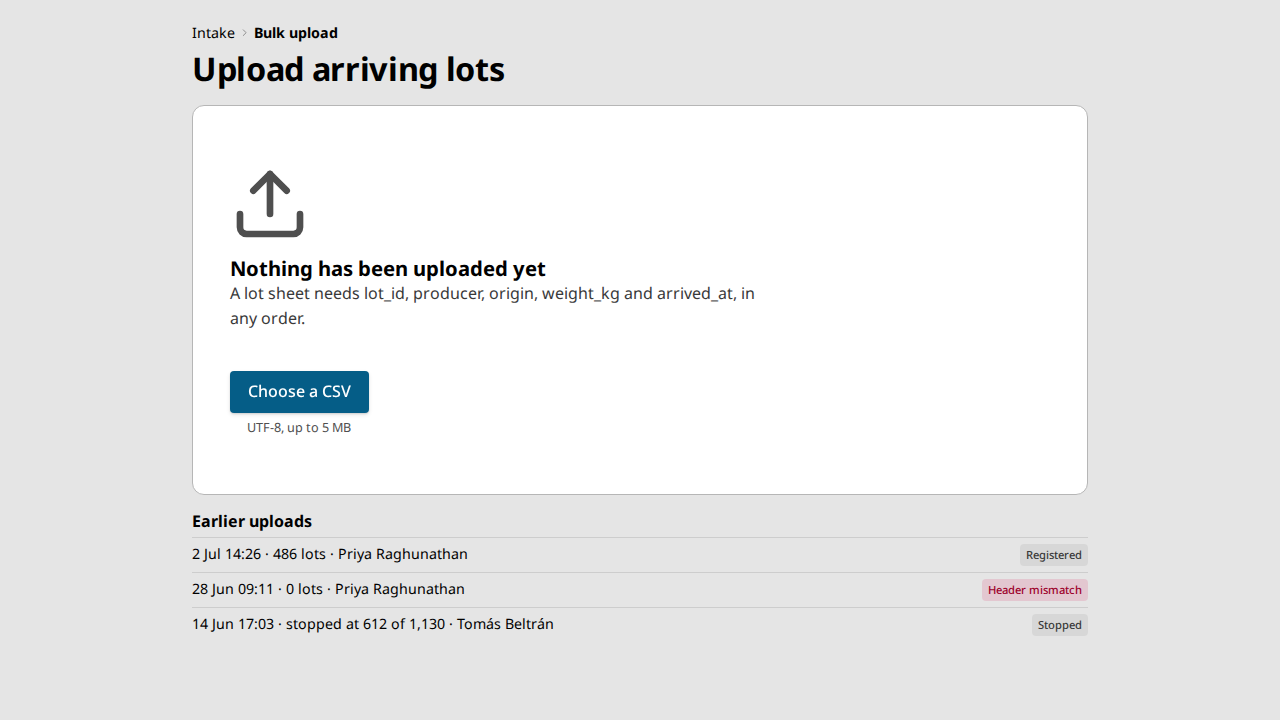 Intake > Bulk upload
Upload arriving lots
Nothing has been uploaded yet
A lot sheet needs lot_id, producer, origin, weight_kg and arrived_at, in
any order.
Choose a CSV
UTF-8, up to 5 MB
Earlier uploads
2 Jul 14:26 · 486 lots · Priya Raghunathan Registered
28 Jun 09:11 · 0 lots · Priya Raghunathan Header mismatch
14 Jun 17:03 · stopped at 612 of 1,130 · Tomás Beltrán Stopped